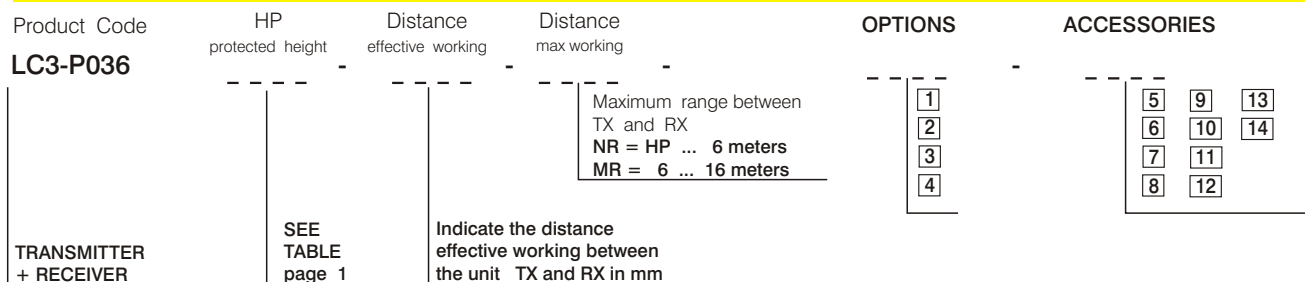 Product Code HP Distance Distance OPTIONS ACCESSORIES
protected height effective working max working
LC3-P036 _ _ _ _ - _ _ _ _ - _ _ _ _ - _ _ _ _ - _ _ _ _
Maximum range between
TX and RX
NR = HP ... 6 meters
MR = 6 ... 16 meters
1
2
3
4
5 9 13
6 10 14
7 11
8 12
TRANSMITTER
+ RECEIVER
SEE
TABLE
page 1
Indicate the distance
effective working between
the unit TX and RX in mm